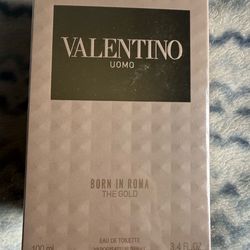 VALENTINO
UOMO
BORN IN ROMA
THE GOLD
EAU DE TOILETTE
100 ml
3.4 FL. OZ